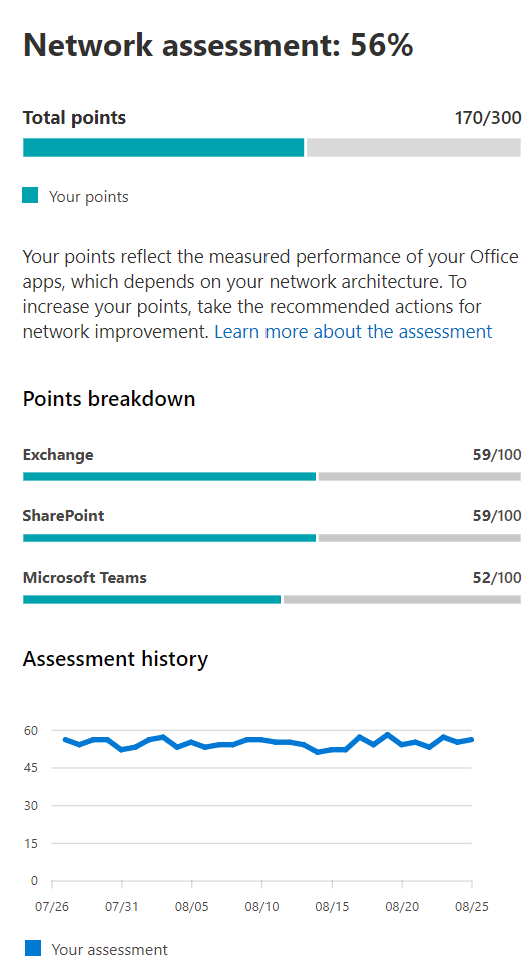 Network assessment: 56%
Total points 170/300
Your points
Your points reflect the measured performance of your Office
apps, which depends on your network architecture. To
increase your points, take the recommended actions for
network improvement. Learn more about the assessment
Points breakdown
Exchange 59/100
SharePoint 59/100
Microsoft Teams 52/100
Assessment history
60
45
30
15
0
07/26 07/31 08/05 08/10 08/15 08/20 08/25
Your assessment